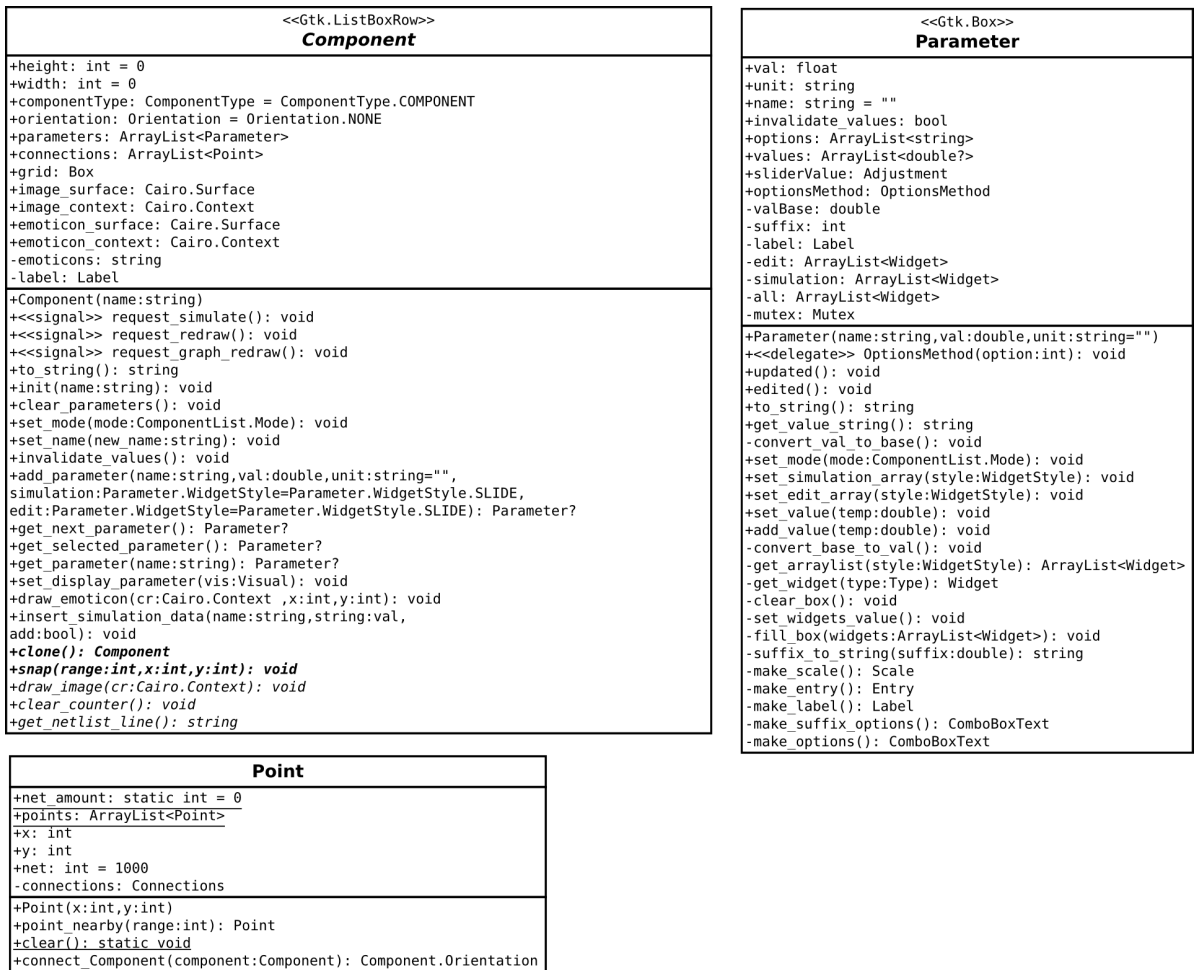 <<Gtk.ListBoxRow>>
Component
+height: int = 0
+width: int = 0
+componentType: ComponentType = ComponentType.COMPONENT
+orientation: Orientation = Orientation.NONE
+parameters: ArrayList<Parameter>
+connections: ArrayList<Point>
+grid: Box
+image_surface: Cairo.Surface
+image_context: Cairo.Context
+emoticon_surface: Caire.Surface
+emoticon_context: Cairo.Context
-emoticons: string
-label: Label
+Component(name:string)
+<<signal>> request_simulate(): void
+<<signal>> request_redraw(): void
+<<signal>> request_graph_redraw(): void
+to_string(): string
+init(name:string): void
+clear_parameters(): void
+set_mode(mode:ComponentList.Mode): void
+set_name(new_name:string): void
+invalidate_values(): void
+add_parameter(name:string,val:double,unit:string="",
simulation:Parameter.WidgetStyle=Parameter.WidgetStyle.SLIDE,
edit:Parameter.WidgetStyle=Parameter.WidgetStyle.SLIDE): Parameter?
+get_next_parameter(): Parameter?
+get_selected_parameter(): Parameter?
+get_parameter(name:string): Parameter?
+set_display_parameter(vis:Visual): void
+draw_emoticon(cr:Cairo.Context ,x:int,y:int): void
+insert_simulation_data(name:string,string:val,
add:bool): void
+clone(): Component
+snap(range:int,x:int,y:int): void
+draw_image(cr:Cairo.Context): void
+clear_counter(): void
+get_netlist_line(): string
<<Gtk.Box>>
Parameter
+val: float
+unit: string
+name: string = ""
+invalidate_values: bool
+options: ArrayList<string>
+values: ArrayList<double?>
+sliderValue: Adjustment
+optionsMethod: OptionsMethod
-valBase: double
-suffix: int
-label: Label
-edit: ArrayList<Widget>
-simulation: ArrayList<Widget>
-all: ArrayList<Widget>
-mutex: Mutex
+Parameter(name:string,val:double,unit:string="")
+<<delegate>> OptionsMethod(option:int): void
+updated(): void
+edited(): void
+to_string(): string
+get_value_string(): string
-convert_val_to_base(): void
+set_mode(mode:ComponentList.Mode): void
+set_simulation_array(style:WidgetStyle): void
+set_edit_array(style:WidgetStyle): void
+set_value(temp:double): void
+add_value(temp:double): void
-convert_base_to_val(): void
-get_arraylist(style:WidgetStyle): ArrayList<Widget>
-get_widget(type:Type): Widget
-clear_box(): void
-set_widgets_value(): void
-fill_box(widgets:ArrayList<Widget>): void
-suffix_to_string(suffix:double): string
-make_scale(): Scale
-make_entry(): Entry
-make_label(): Label
-make_suffix_options(): ComboBoxText
-make_options(): ComboBoxText
Point
+net_amount: static int = 0
+points: ArrayList<Point>
+x: int
+y: int
+net: int = 1000
-connections: Connections
+Point(x:int,y:int)
+point_nearby(range:int): Point
+clear(): static void
+connect_Component(component:Component): Component.Orientation